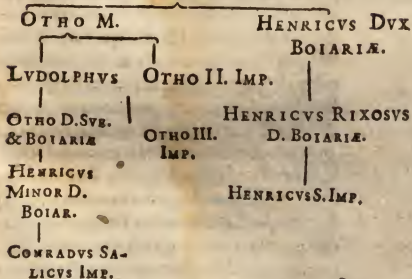 OTHO M.
HENRICVS DVX
BOIARIÆ.
LVDOLPHVS
OTHO II. IMP.
OTHO D. SVE.
& BOIARIÆ
OTHO III.
IMP.
HENRICVS RIXOSVS
D. BOIARIÆ.
HENRICVS
MINOR D.
BOIAR.
HENRICVS S. IMP.
CONRADVS SA-
LICVS IMP.